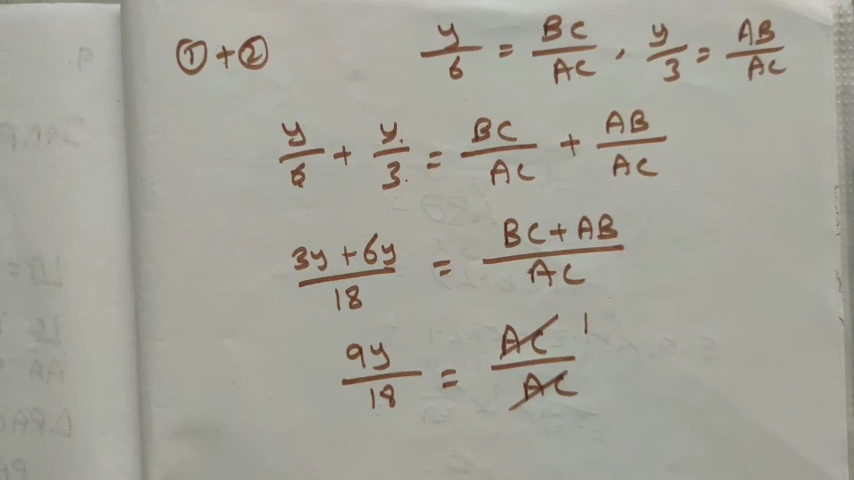 ① + ② y/6 = BC/AC , y/3 = AB/AC
y/6 + y/3 = BC/AC + AB/AC
3y + 6y/18 = BC + AB/AC
9y/18 = AC/AC 1